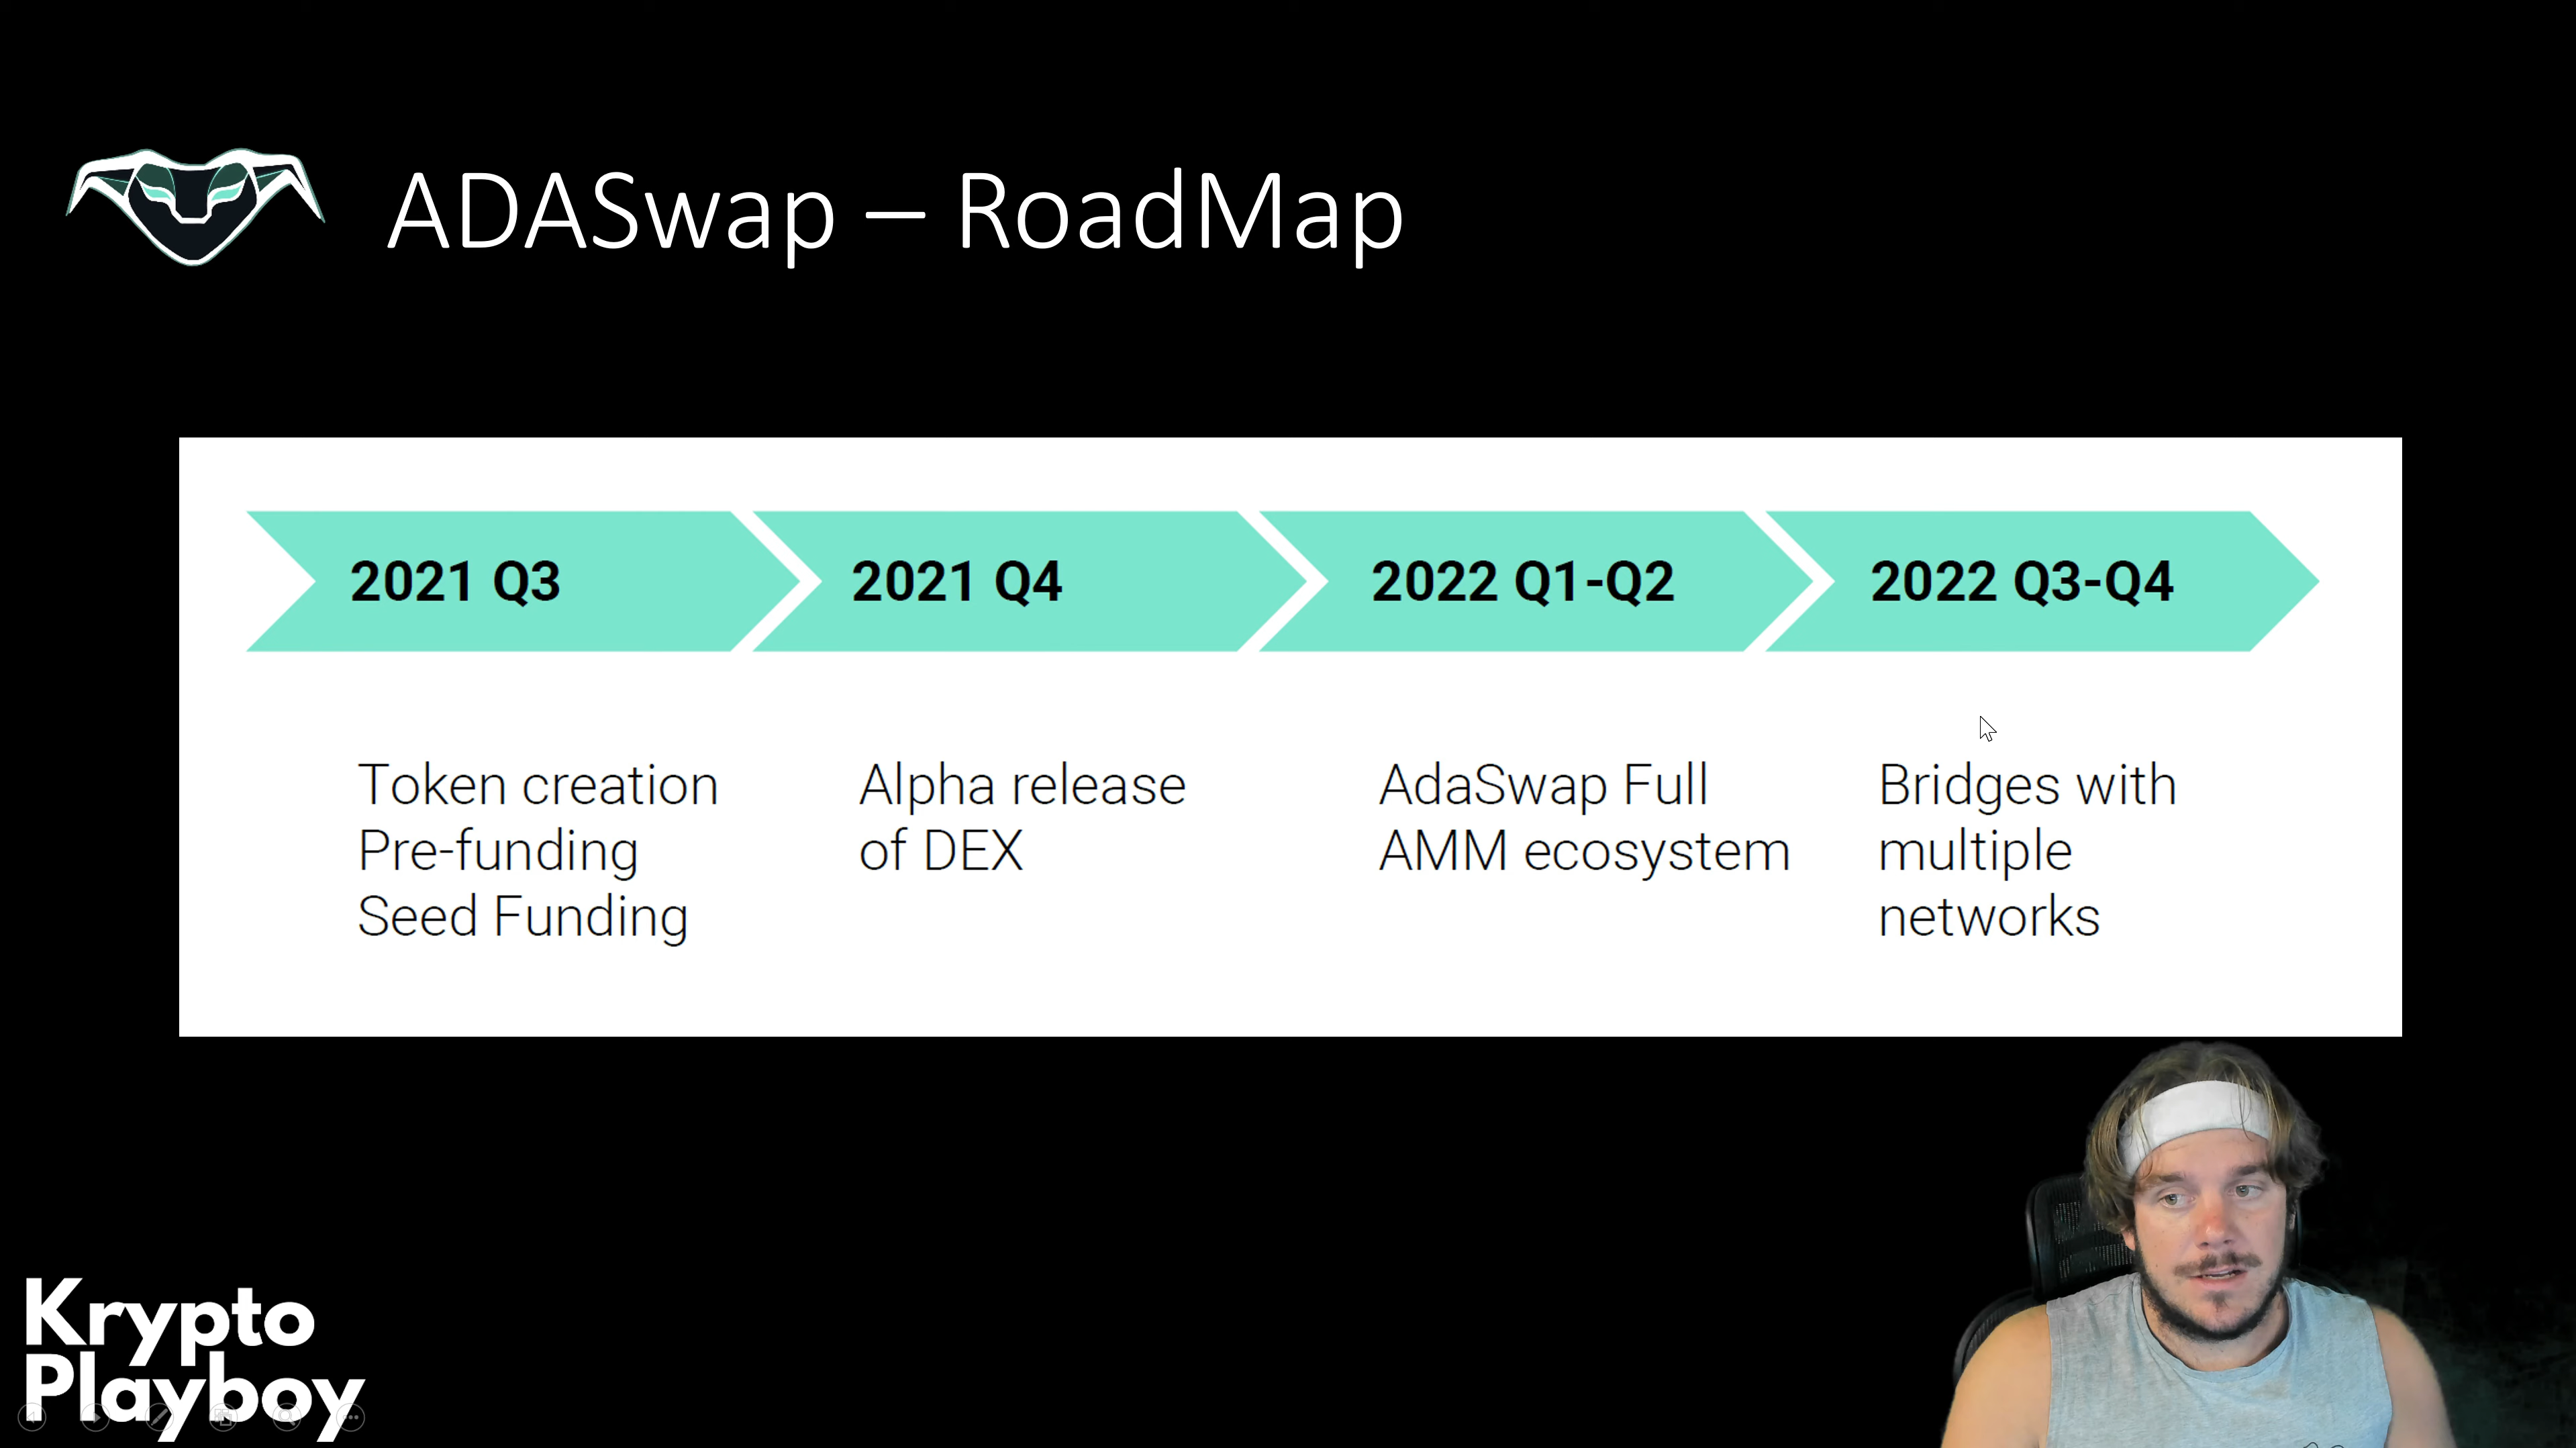 ADASwap – RoadMap
2021 Q3
2021 Q4
2022 Q1-Q2
2022 Q3-Q4
Token creation
Pre-funding
Seed Funding
Alpha release
of DEX
AdaSwap Full
AMM ecosystem
Bridges with
multiple
networks
Krypto
Playboy